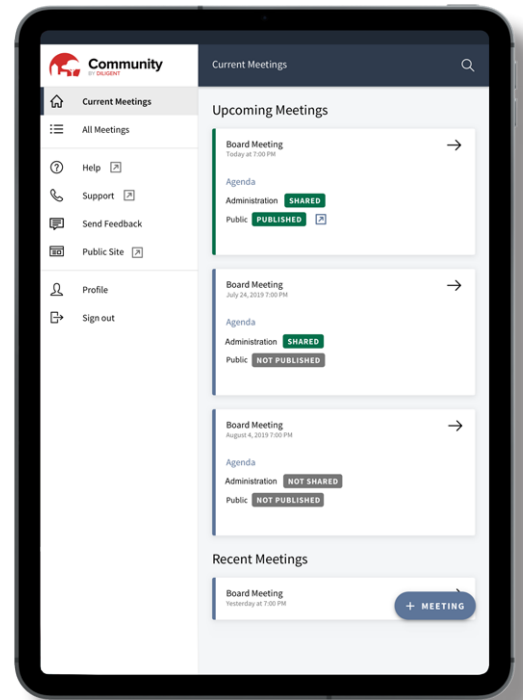 Community
BY DILIGENT
Current Meetings
All Meetings
Help
Support
Send Feedback
Public Site
Profile
Sign out
Current Meetings
Upcoming Meetings
Board Meeting
Today at 7:00 PM
Agenda
Administration SHARED
Public PUBLISHED
Board Meeting
July 24, 2019 7:00 PM
Agenda
Administration SHARED
Public NOT PUBLISHED
Board Meeting
August 4, 2019 7:00 PM
Agenda
Administration NOT SHARED
Public NOT PUBLISHED
Recent Meetings
Board Meeting
Yesterday at 7:00 PM
+ MEETING